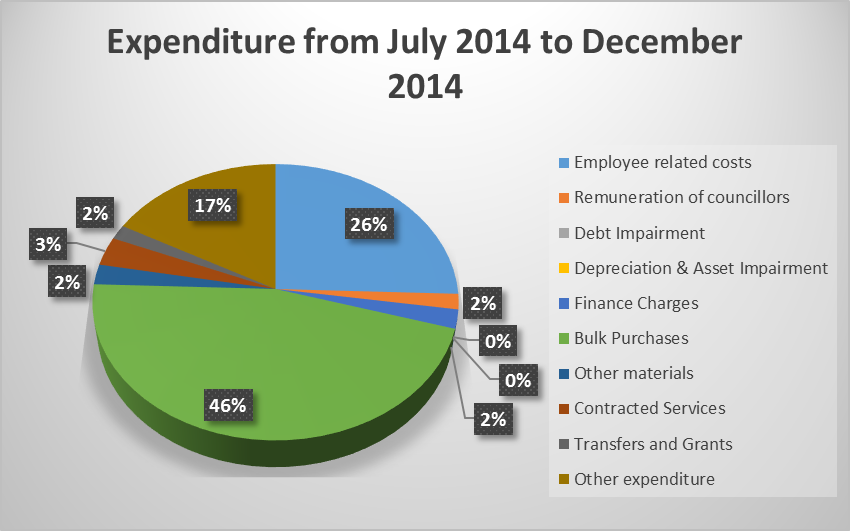 Expenditure from July 2014 to December
2014
17%
26%
2%
3%
2%
2%
0%
0%
2%
46%
Employee related costs
Remuneration of councillors
Debt Impairment
Depreciation & Asset Impairment
Finance Charges
Bulk Purchases
Other materials
Contracted Services
Transfers and Grants
Other expenditure